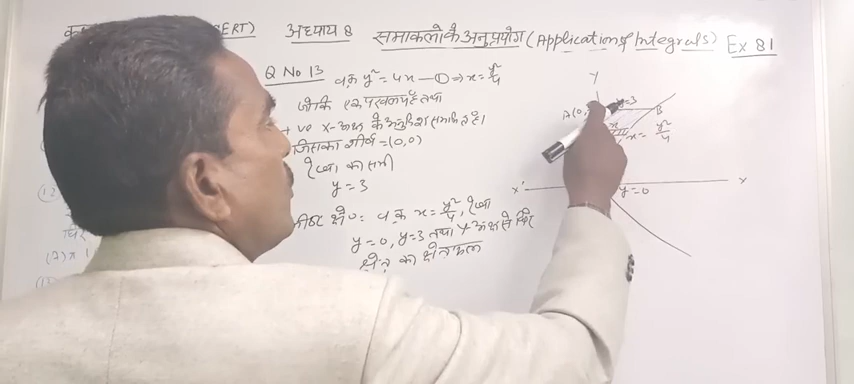 अध्याय 8 समाकलो के अनुप्रयोग (Application of Integrals) Ex 8.1
Q No 13 वक्र y² = 4x —① ⇒ x = y²/4
जोकि एक परवलय है तथा
+ ve x-अक्ष के अनुदिश सममित है।
जिसका शीर्ष = (0,0)
रेखा का समी
y = 3
क्षे० = वक्र x = y²/4, रेखा
y = 0, y = 3 तथा Y-अक्ष से घिरे
क्षेत्र का क्षेत्रफल
Y
A(0, y=3 B
x = y²/4
X' y = 0 X